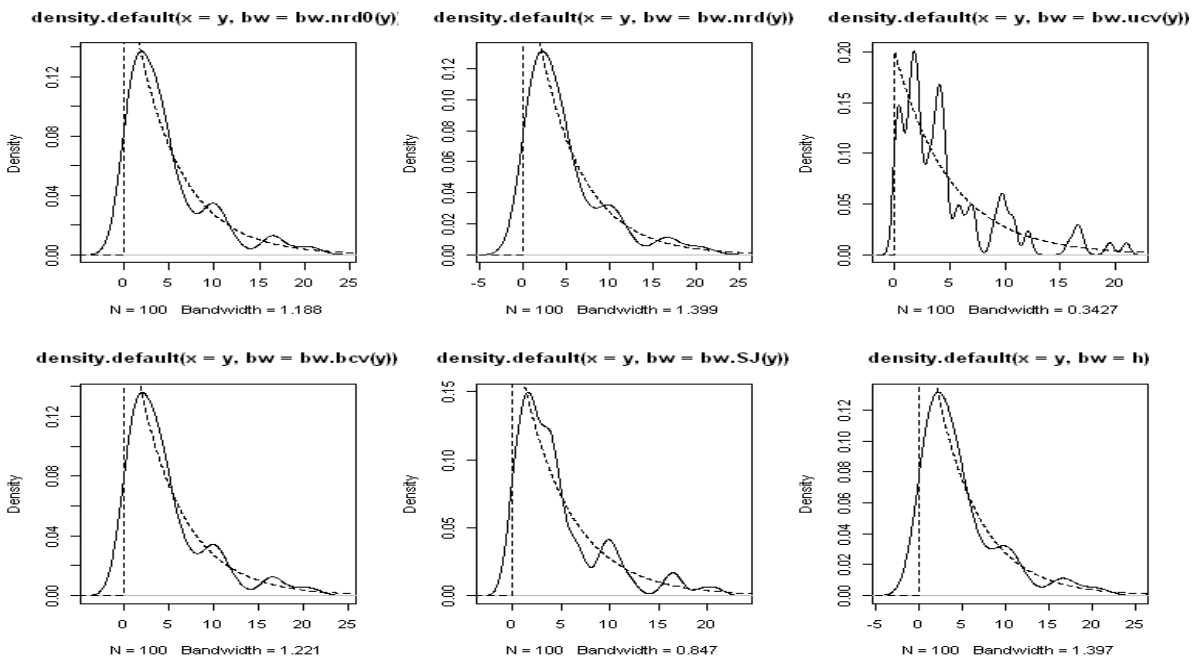 density.default(x = y, bw = bw.nrd0(y))
density.default(x = y, bw = bw.nrd(y))
density.default(x = y, bw = bw.ucv(y))
Density
0.00 0.04 0.08 0.12
0 5 10 15 20 25
N = 100 Bandwidth = 1.188
Density
0.00 0.02 0.04 0.06 0.08 0.12
-5 0 5 10 15 20 25
N = 100 Bandwidth = 1.399
Density
0.00 0.05 0.10 0.15 0.20
0 5 10 15 20
N = 100 Bandwidth = 0.3427
density.default(x = y, bw = bw.bcv(y))
density.default(x = y, bw = bw.SJ(y))
density.default(x = y, bw = h)
Density
0.00 0.04 0.08 0.12
0 5 10 15 20 25
N = 100 Bandwidth = 1.221
Density
0.00 0.05 0.10 0.15
0 5 10 15 20
N = 100 Bandwidth = 0.847
Density
0.00 0.02 0.04 0.06 0.08 0.12
-5 0 5 10 15 20 25
N = 100 Bandwidth = 1.397